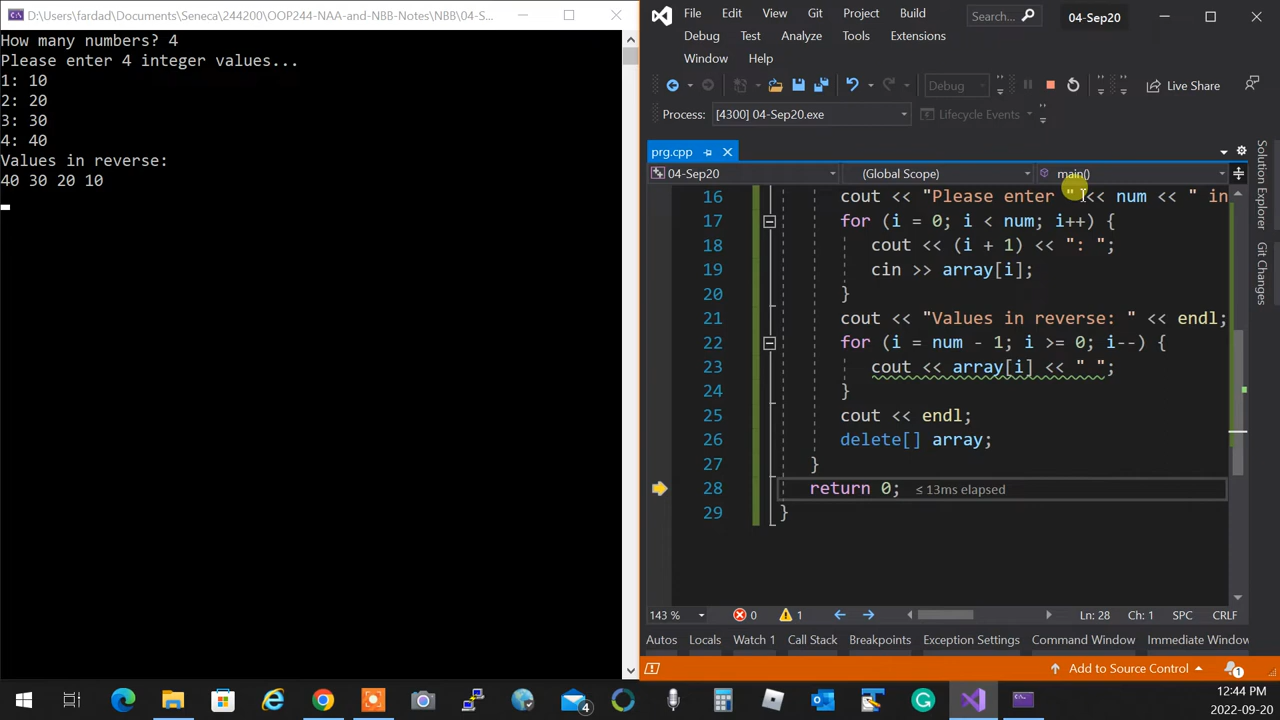 D:\Users\fardad\Documents\Seneca\244200\OOP244-NAA-and-NBB-Notes\NBB\04-S...
How many numbers? 4
Please enter 4 integer values...
1: 10
2: 20
3: 30
4: 40
Values in reverse:
40 30 20 10
File Edit View Git Project Build Search... 04-Sep20
Debug Test Analyze Tools Extensions
Window Help
Debug Live Share
Process: [4300] 04-Sep20.exe Lifecycle Events
prg.cpp
04-Sep20 (Global Scope) main()
16 cout << "Please enter " << num << " in
17 for (i = 0; i < num; i++) {
18 cout << (i + 1) << ": ";
19 cin >> array[i];
20 }
21 cout << "Values in reverse: " << endl;
22 for (i = num - 1; i >= 0; i--) {
23 cout << array[i] << " ";
24 }
25 cout << endl;
26 delete[] array;
27 }
28 return 0; ≤ 13ms elapsed
29 }
Solution Explorer
Git Changes
143 % 0 1 Ln: 28 Ch: 1 SPC CRLF
Autos Locals Watch 1 Call Stack Breakpoints Exception Settings Command Window Immediate Window
Add to Source Control 1
4
12:44 PM
2022-09-20